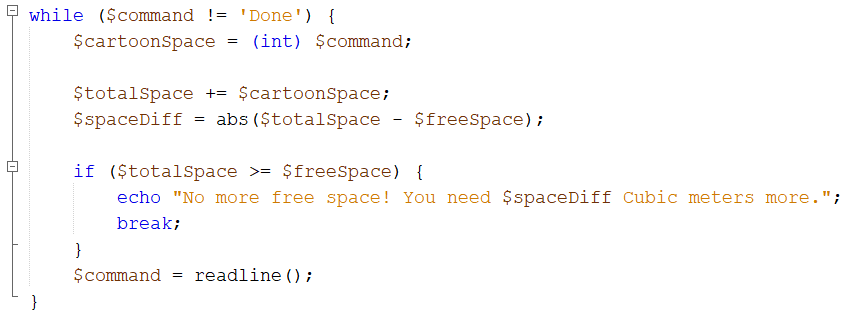 while ($command != 'Done') {
    $cartoonSpace = (int) $command;

    $totalSpace += $cartoonSpace;
    $spaceDiff = abs($totalSpace - $freeSpace);

    if ($totalSpace >= $freeSpace) {
        echo "No more free space! You need $spaceDiff Cubic meters more.";
        break;
    }
    $command = readline();
}